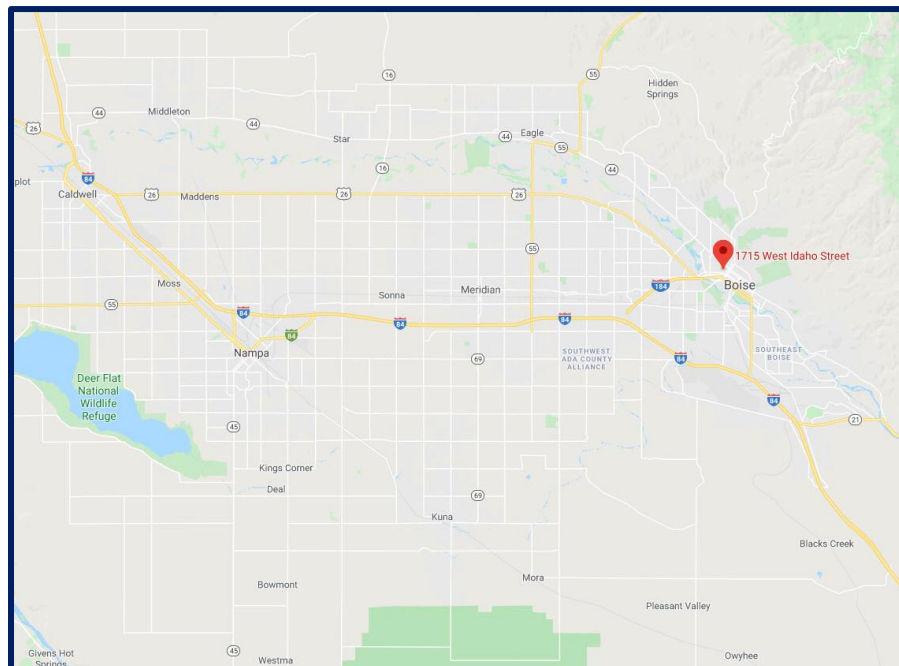 16
55
Hidden
Springs
44
Middleton
44
Star
44
Eagle
55
44
26
16
plot
84
Caldwell
26
Maddens
26
26
55
1715 West Idaho Street
Boise
184
Moss
Sonna
Meridian
55
84
84
84
84
Nampa
69
SOUTHWEST
ADA COUNTY
ALLIANCE
84
SOUTHEAST
BOISE
Deer Flat
National
Wildlife
Refuge
84
45
21
Kings Corner
Deal
69
Kuna
Blacks Creek
Bowmont
Mora
Pleasant Valley
45
Givens Hot
Springs
Westma
Owyhee